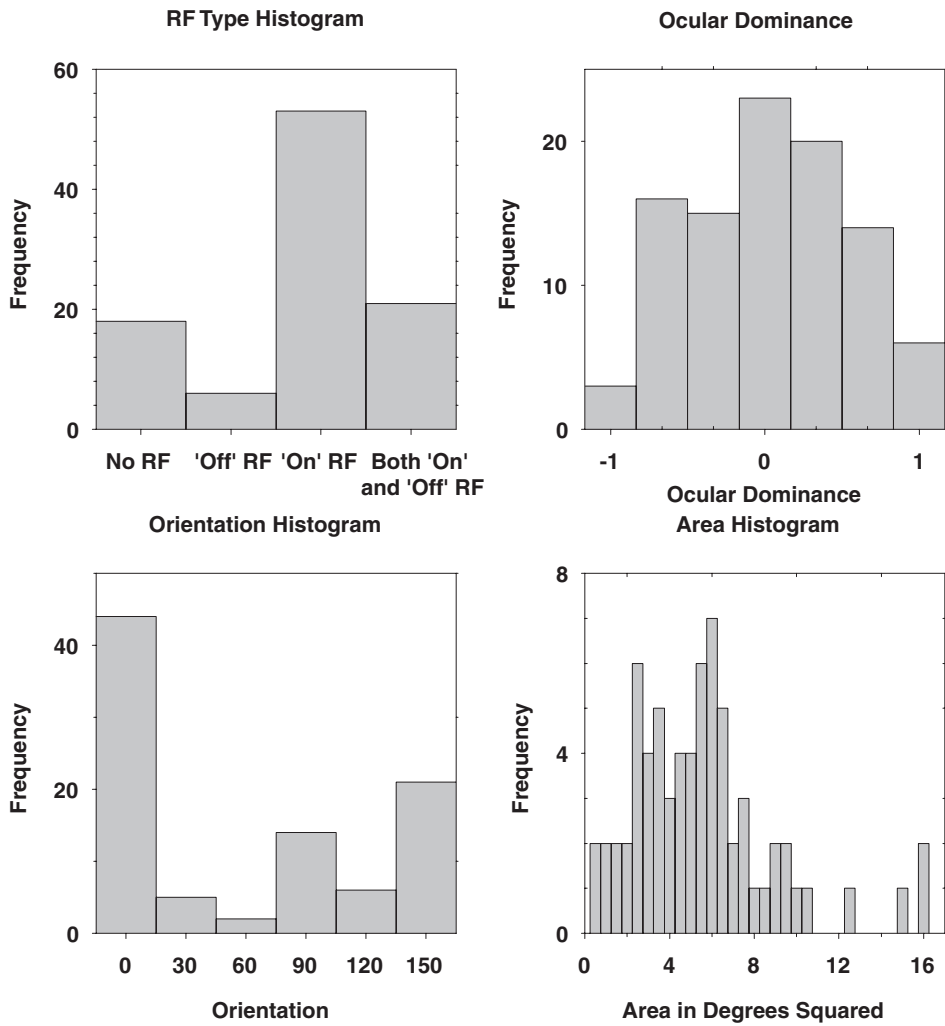 RF Type Histogram
Frequency
60
40
20
0
No RF
'Off' RF
'On' RF
Both 'On'
and 'Off' RF
Ocular Dominance
Frequency
20
10
0
-1
0
1
Ocular Dominance
Orientation Histogram
Frequency
40
20
0
0
30
60
90
120
150
Orientation
Area Histogram
Frequency
8
4
0
0
4
8
12
16
Area in Degrees Squared